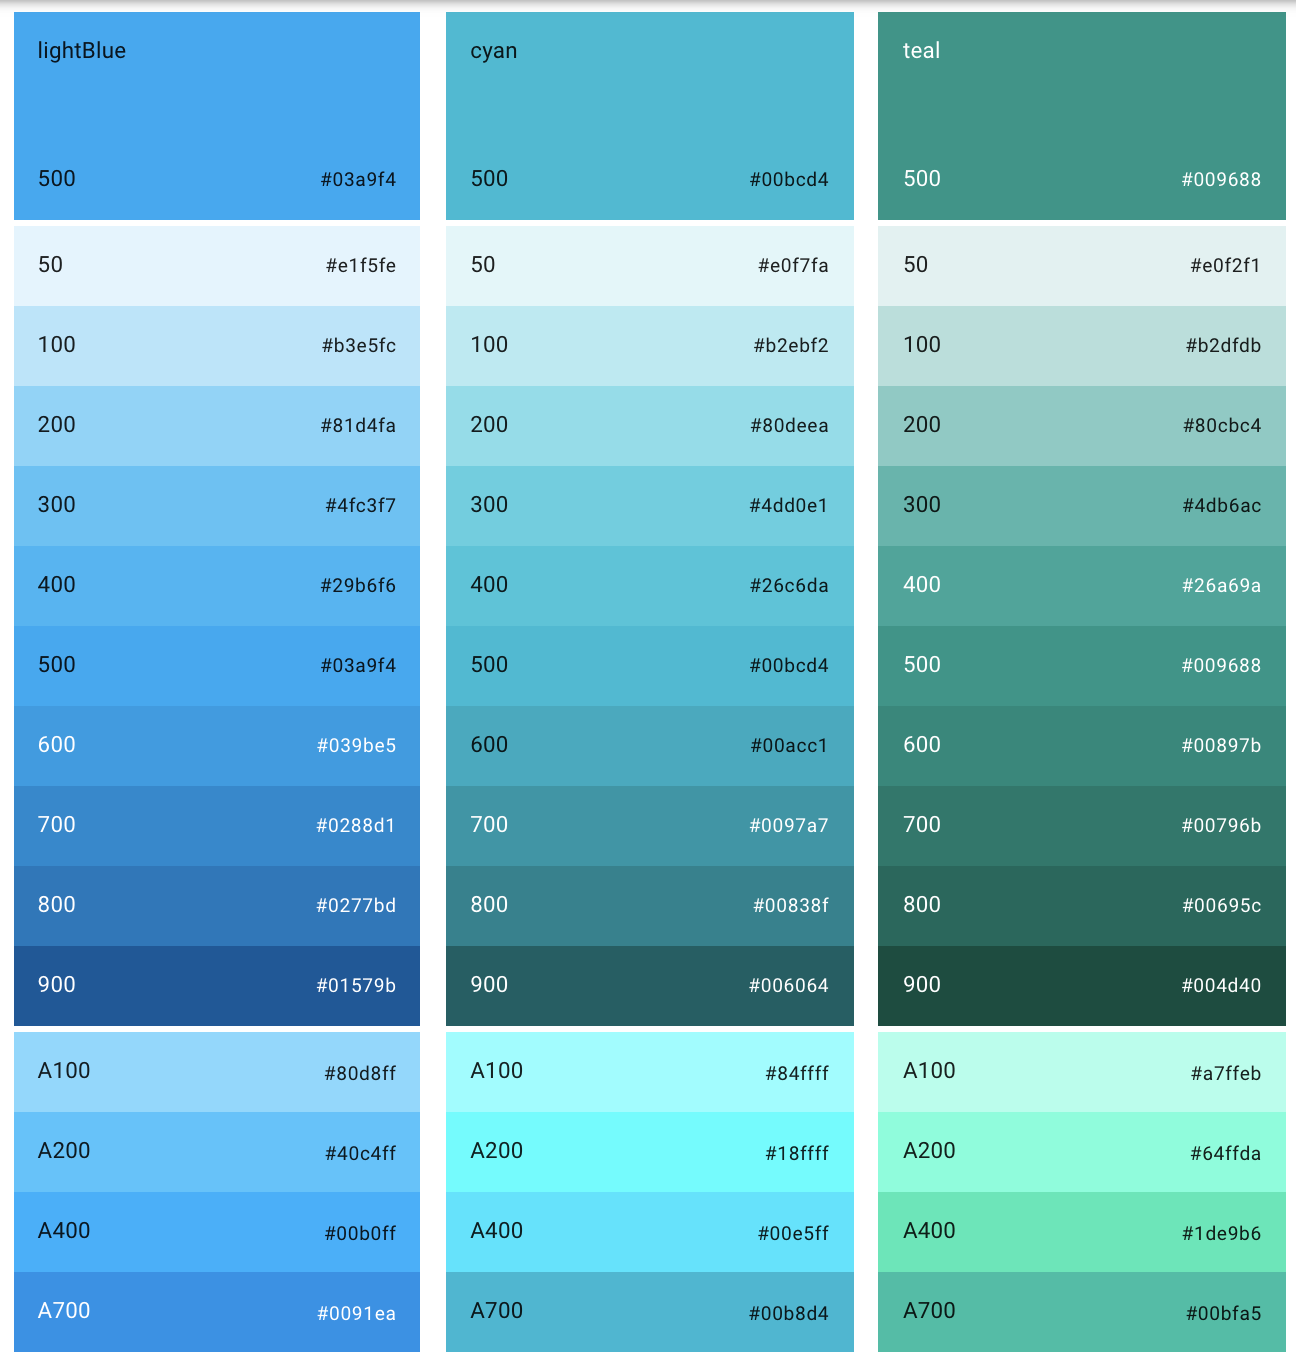 lightBlue
500 #03a9f4
50 #e1f5fe
100 #b3e5fc
200 #81d4fa
300 #4fc3f7
400 #29b6f6
500 #03a9f4
600 #039be5
700 #0288d1
800 #0277bd
900 #01579b
A100 #80d8ff
A200 #40c4ff
A400 #00b0ff
A700 #0091ea
cyan
500 #00bcd4
50 #e0f7fa
100 #b2ebf2
200 #80deea
300 #4dd0e1
400 #26c6da
500 #00bcd4
600 #00acc1
700 #0097a7
800 #00838f
900 #006064
A100 #84ffff
A200 #18ffff
A400 #00e5ff
A700 #00b8d4
teal
500 #009688
50 #e0f2f1
100 #b2dfdb
200 #80cbc4
300 #4db6ac
400 #26a69a
500 #009688
600 #00897b
700 #00796b
800 #00695c
900 #004d40
A100 #a7ffeb
A200 #64ffda
A400 #1de9b6
A700 #00bfa5